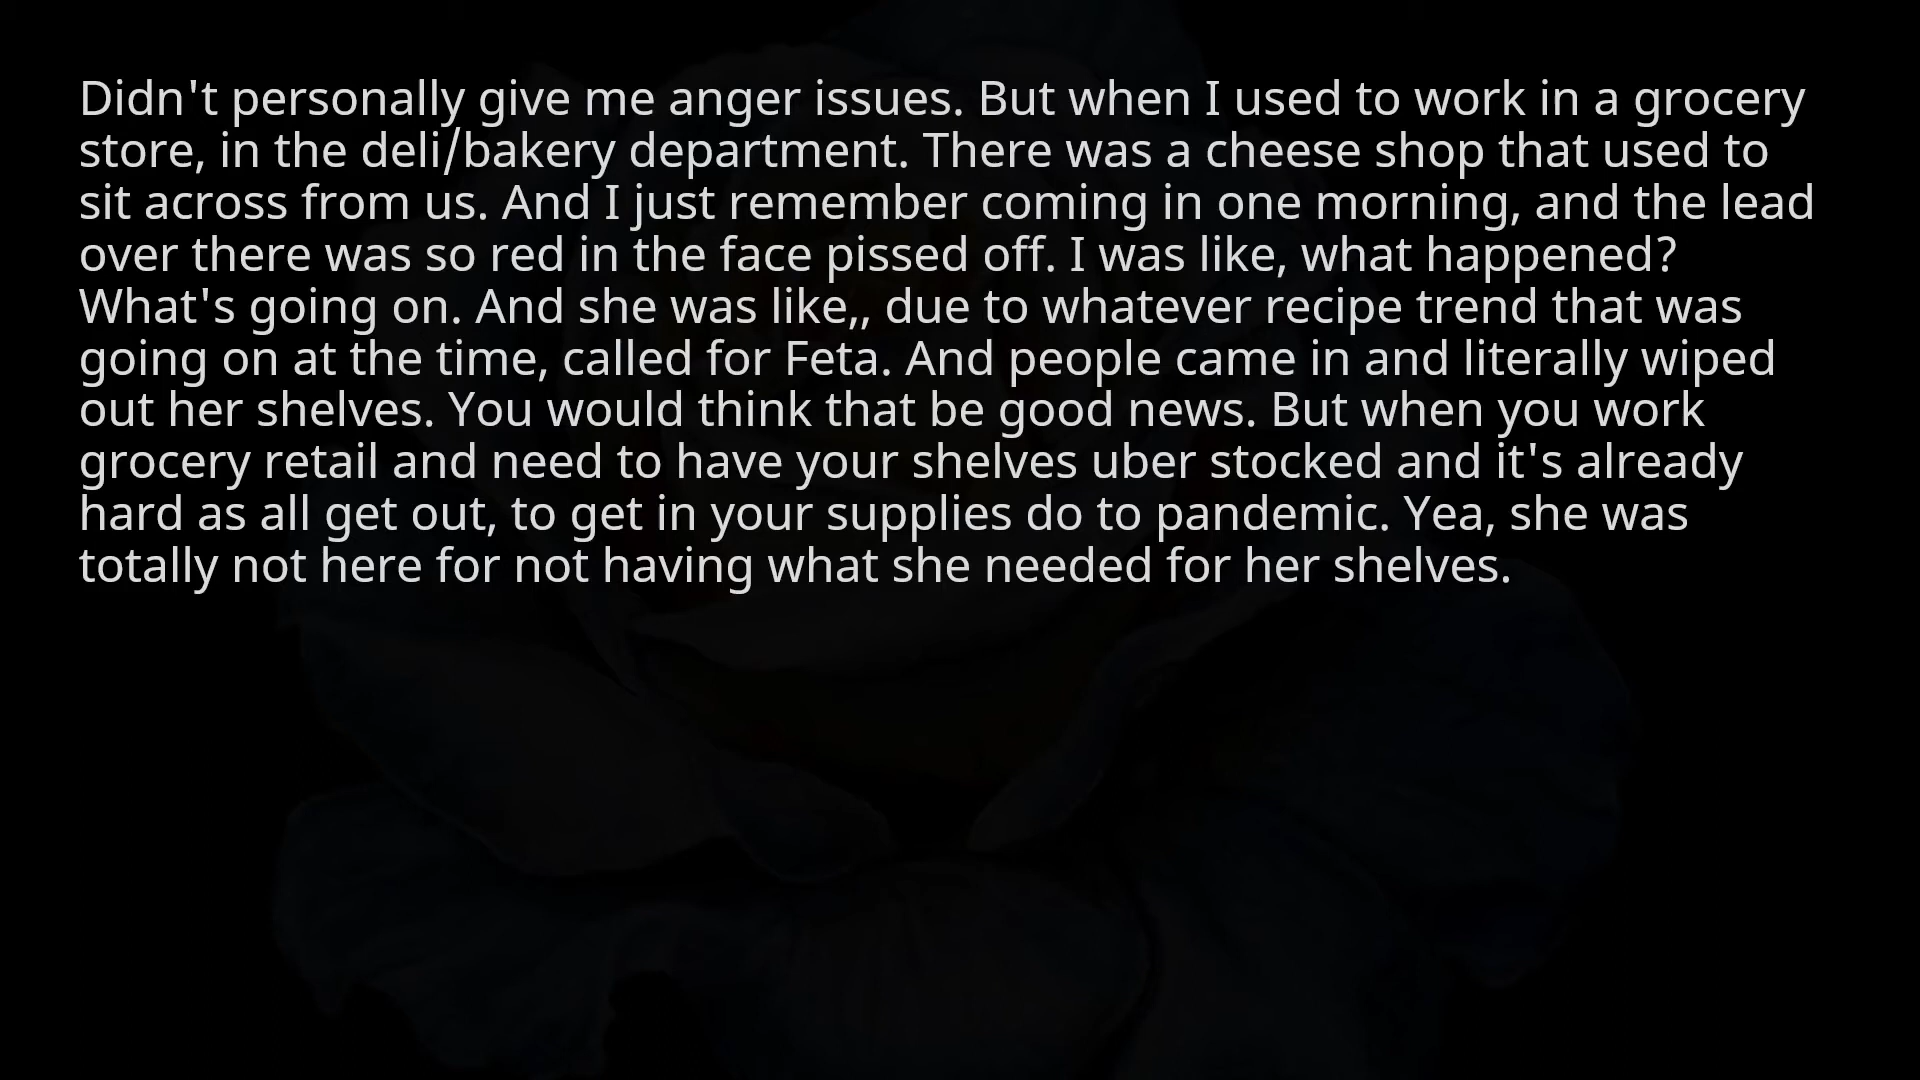 Didn't personally give me anger issues. But when I used to work in a grocery
store, in the deli/bakery department. There was a cheese shop that used to
sit across from us. And I just remember coming in one morning, and the lead
over there was so red in the face pissed off. I was like, what happened?
What's going on. And she was like,, due to whatever recipe trend that was
going on at the time, called for Feta. And people came in and literally wiped
out her shelves. You would think that be good news. But when you work
grocery retail and need to have your shelves uber stocked and it's already
hard as all get out, to get in your supplies do to pandemic. Yea, she was
totally not here for not having what she needed for her shelves.